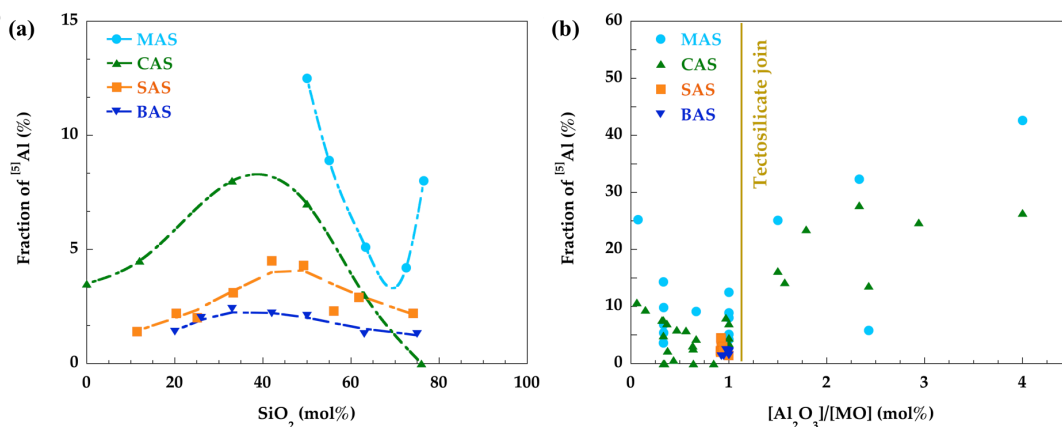 (a)
15
10
5
0
Fraction of [5]Al (%)
MAS
CAS
SAS
BAS
0 20 40 60 80 100
SiO2 (mol%)
(b)
60
50
40
30
20
10
0
Fraction of [5]Al (%)
MAS
CAS
SAS
BAS
Tectosilicate join
0 1 2 3 4
[Al2O3]/[MO] (mol%)